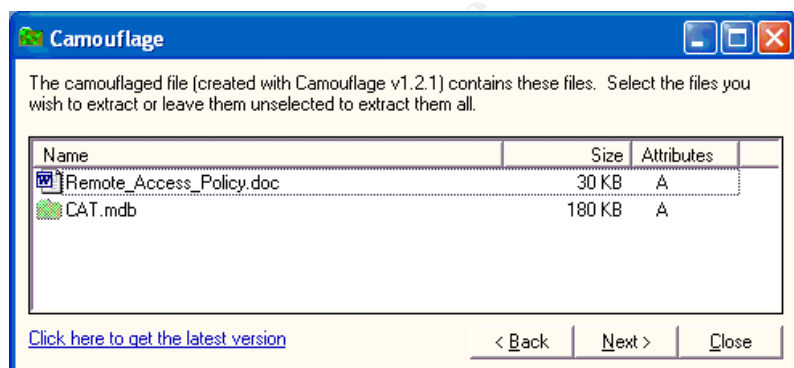 Camouflage
The camouflaged file (created with Camouflage v1.2.1) contains these files. Select the files you
wish to extract or leave them unselected to extract them all.
Name Size Attributes
Remote_Access_Policy.doc 30 KB A
CAT.mdb 180 KB A
Click here to get the latest version < Back Next > Close